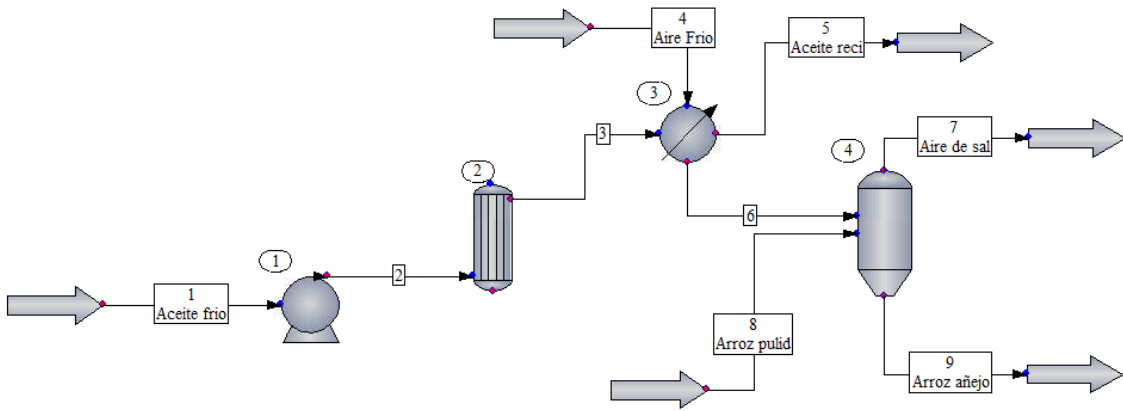 4
Aire Frio
5
Aceite reci
3
7
Aire de sal
3
4
2
6
1
2
1
Aceite frio
8
Arroz pulid
9
Arroz añejo